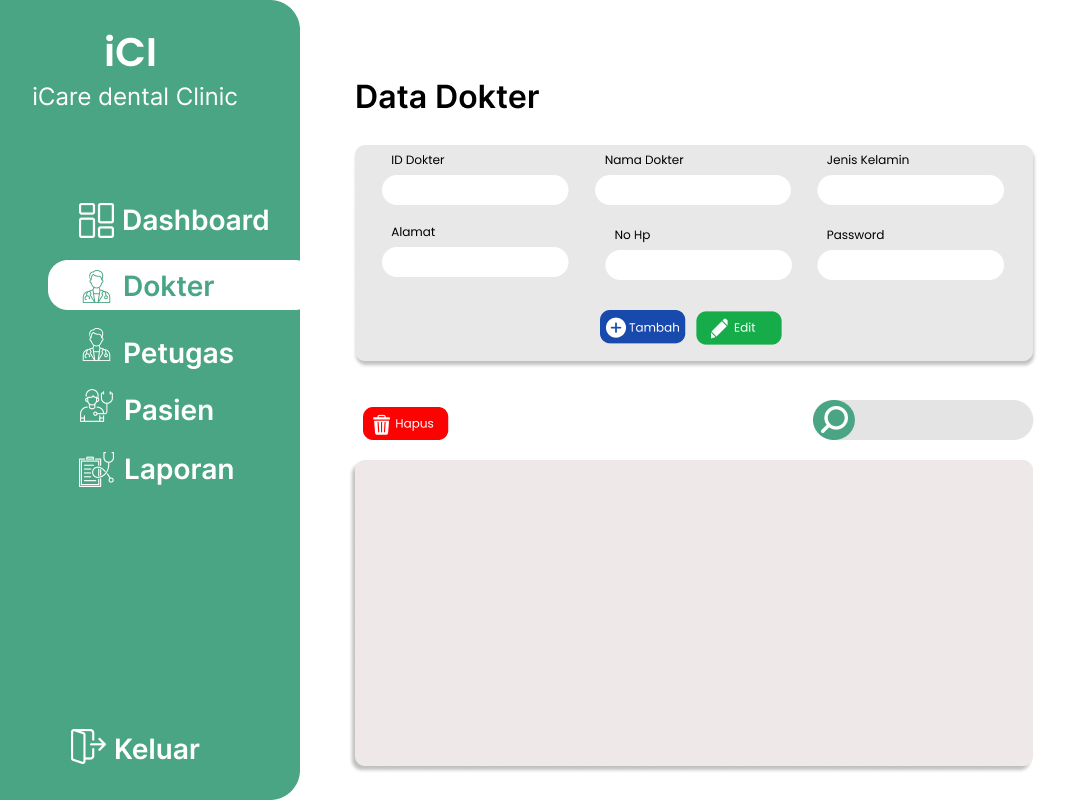 iCI
iCare dental Clinic
Dashboard
Dokter
Petugas
Pasien
Laporan
Keluar
Data Dokter
ID Dokter
Nama Dokter
Jenis Kelamin
Alamat
No Hp
Password
Tambah
Edit
Hapus